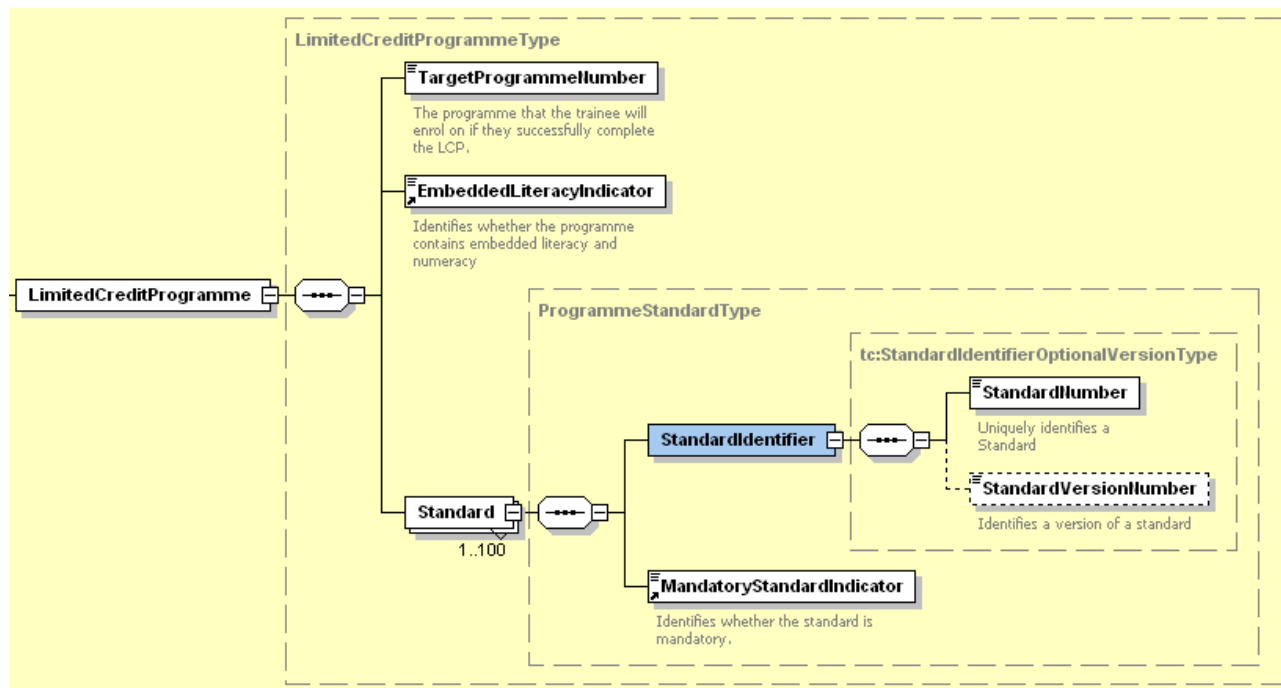 LimitedCreditProgrammeType
TargetProgrammeNumber
The programme that the trainee will
enrol on if they successfully complete
the LCP.
EmbeddedLiteracyIndicator
Identifies whether the programme
contains embedded literacy and
numeracy
LimitedCreditProgramme
ProgrammeStandardType
tc:StandardIdentifierOptionalVersionType
StandardNumber
Uniquely identifies a
Standard
StandardIdentifier
StandardVersionNumber
Identifies a version of a standard
Standard
1..100
MandatoryStandardIndicator
Identifies whether the standard is
mandatory.